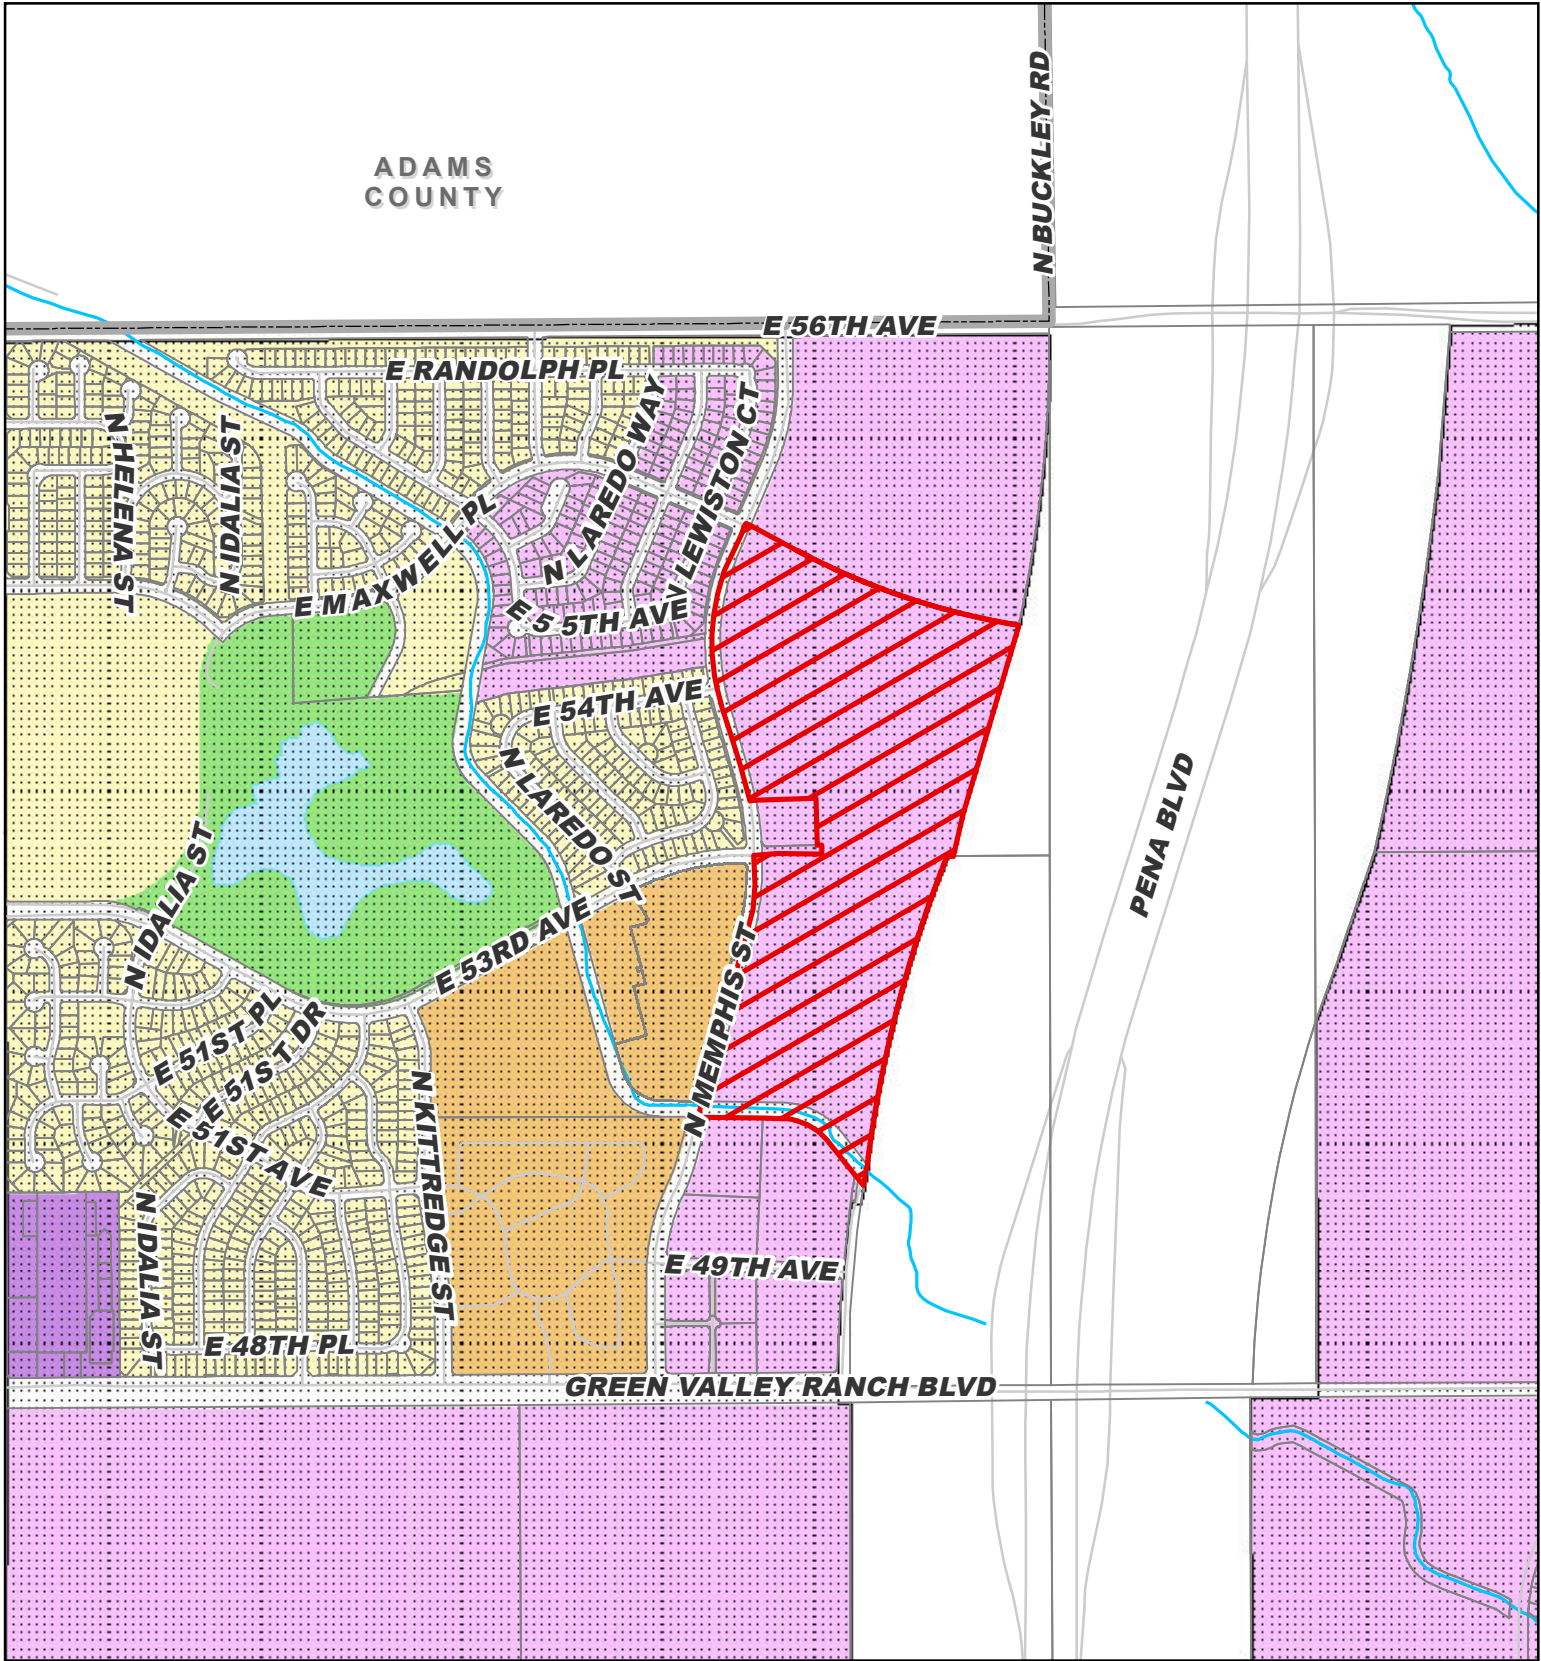 N BUCKLEY RD
ADAMS
COUNTY
E 56TH AVE
E RANDOLPH PL
N LAREDO WAY
N LEWISTON CT
N HELENA ST
N IDALIA ST
E MAXWELL PL
E 5 5TH AVE
E 54TH AVE
N LAREDO ST
PENA BLVD
N IDALIA ST
E 53RD AVE
N MEMPHIS ST
E 51ST PL
E 51ST DR
E 51ST AVE
N KITTREDGE ST
N IDALIA ST
E 49TH AVE
E 48TH PL
GREEN VALLEY RANCH BLVD